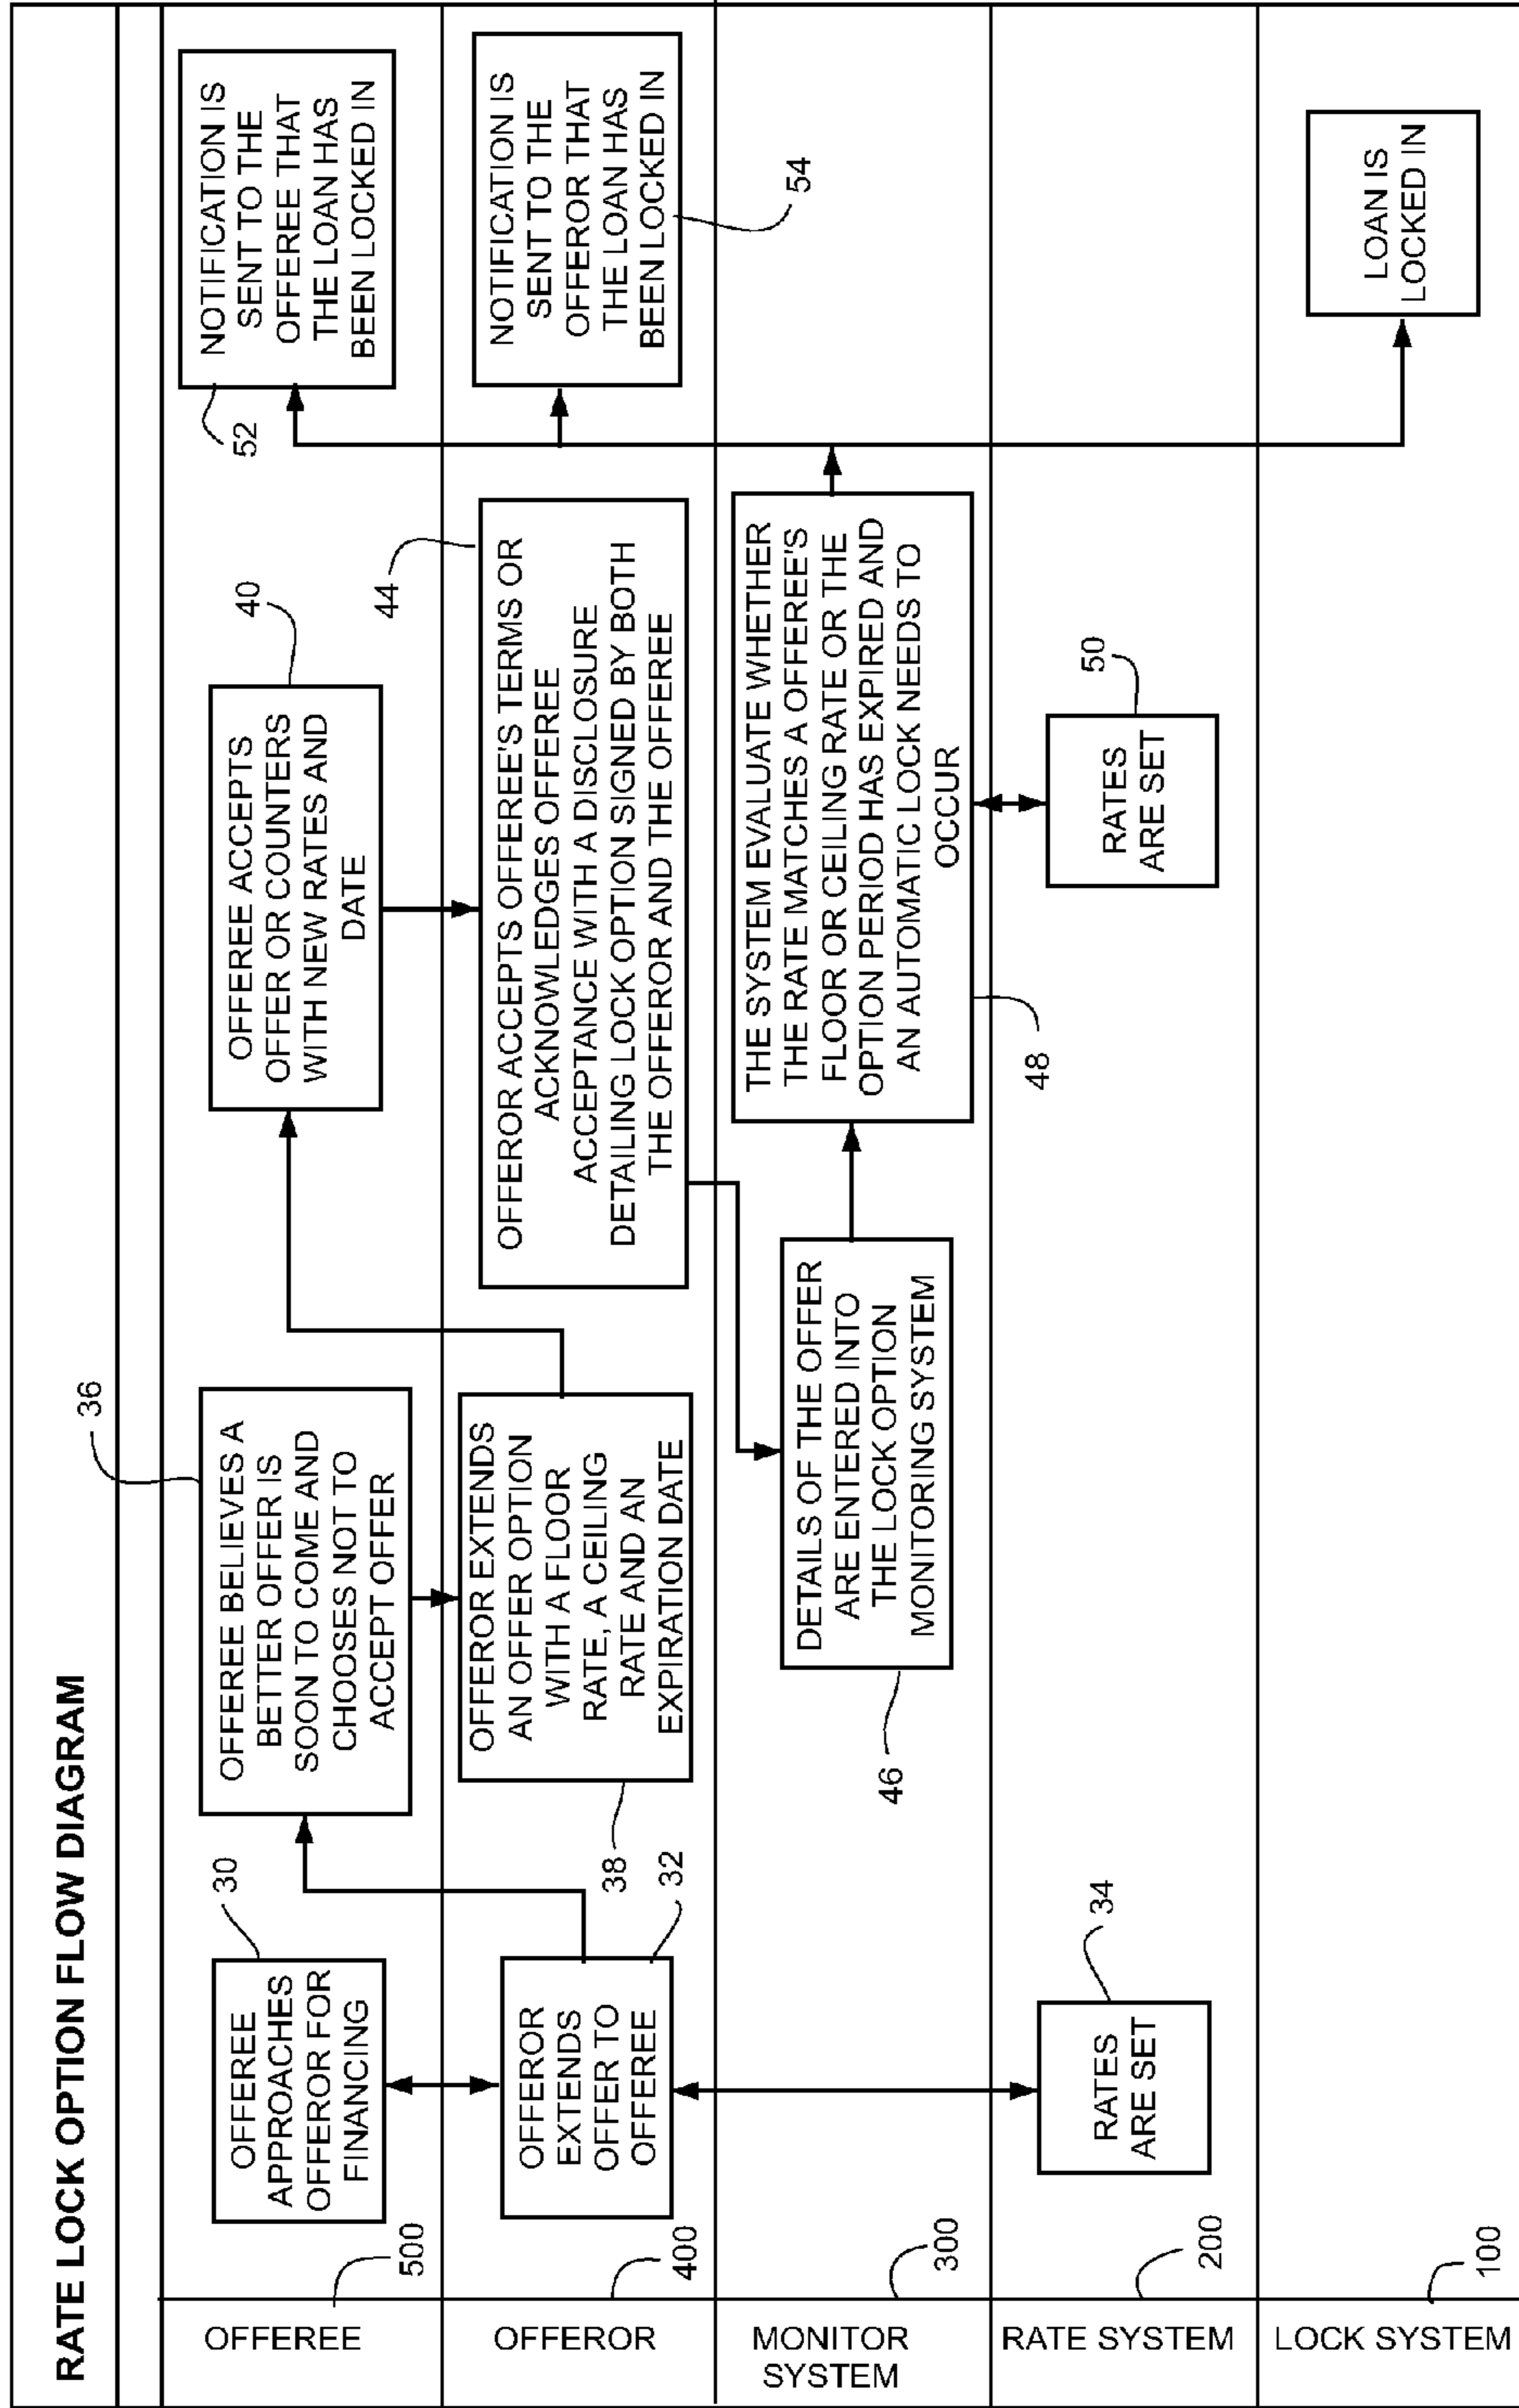 RATE LOCK OPTION FLOW DIAGRAM
OFFEREE
500
OFFEREE
APPROACHES
OFFEROR FOR
FINANCING
30
36
OFFEREE BELIEVES A
BETTER OFFER IS
SOON TO COME AND
CHOOSES NOT TO
ACCEPT OFFER
40
OFFEREE ACCEPTS
OFFER OR COUNTERS
WITH NEW RATES AND
DATE
52
NOTIFICATION IS
SENT TO THE
OFFEREE THAT
THE LOAN HAS
BEEN LOCKED IN
OFFEROR
400
OFFEROR
EXTENDS
OFFER TO
OFFEREE
32
38
OFFEROR EXTENDS
AN OFFER OPTION
WITH A FLOOR
RATE, A CEILING
RATE AND AN
EXPIRATION DATE
44
OFFEROR ACCEPTS OFFEREE'S TERMS OR
ACKNOWLEDGES OFFEREE
ACCEPTANCE WITH A DISCLOSURE
DETAILING LOCK OPTION SIGNED BY BOTH
THE OFFEROR AND THE OFFEREE
NOTIFICATION IS
SENT TO THE
OFFEROR THAT
THE LOAN HAS
BEEN LOCKED IN
54
MONITOR
SYSTEM
300
DETAILS OF THE OFFER
ARE ENTERED INTO
THE LOCK OPTION
MONITORING SYSTEM
46
THE SYSTEM EVALUATE WHETHER
THE RATE MATCHES A OFFEREE'S
FLOOR OR CEILING RATE OR THE
OPTION PERIOD HAS EXPIRED AND
AN AUTOMATIC LOCK NEEDS TO
OCCUR
48
RATE SYSTEM
200
RATES
ARE SET
34
RATES
ARE SET
50
LOCK SYSTEM
100
LOAN IS
LOCKED IN